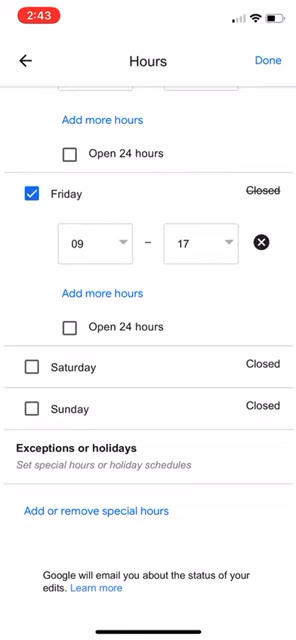 2:43
Hours
Done
Add more hours
Open 24 hours
Friday
Closed
09 – 17
Add more hours
Open 24 hours
Saturday
Closed
Sunday
Closed
Exceptions or holidays
Set special hours or holiday schedules
Add or remove special hours
Google will email you about the status of your
edits. Learn more